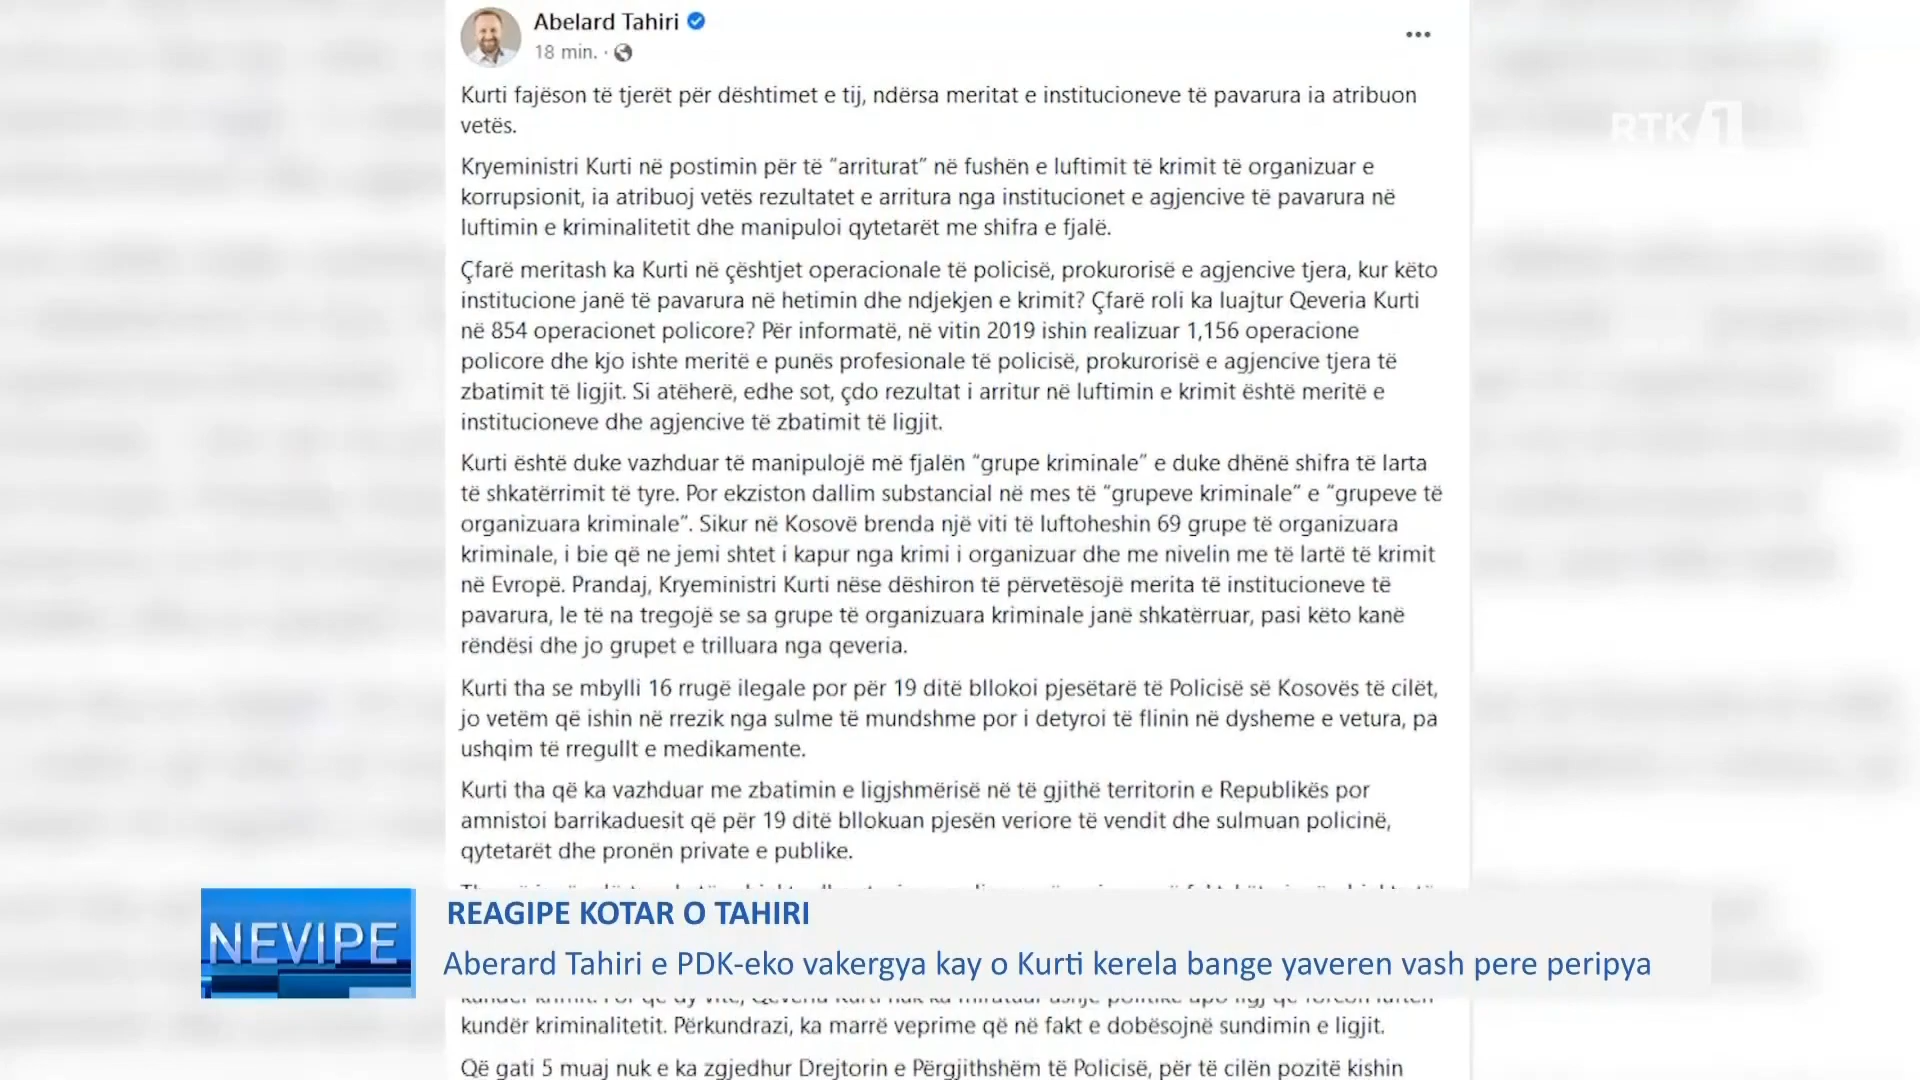 Abelard Tahiri
18 min.
Kurti fajëson të tjerët për dështimet e tij, ndërsa meritat e institucioneve të pavarura ia atribuon
vetës.
RTK 1
Kryeministri Kurti në postimin për të “arriturat” në fushën e luftimit të krimit të organizuar e
korrupsionit, ia atribuoj vetës rezultatet e arritura nga institucionet e agjencive të pavarura në
luftimin e kriminalitetit dhe manipuloi qytetarët me shifra e fjalë.
Çfarë meritash ka Kurti në çështjet operacionale të policisë, prokurorisë e agjencive tjera, kur këto
institucione janë të pavarura në hetimin dhe ndjekjen e krimit? Çfarë roli ka luajtur Qeveria Kurti
në 854 operacionet policore? Për informatë, në vitin 2019 ishin realizuar 1,156 operacione
policore dhe kjo ishte meritë e punës profesionale të policisë, prokurorisë e agjencive tjera të
zbatimit të ligjit. Si atëherë, edhe sot, çdo rezultat i arritur në luftimin e krimit është meritë e
institucioneve dhe agjencive të zbatimit të ligjit.
Kurti është duke vazhduar të manipulojë më fjalën “grupe kriminale” e duke dhënë shifra të larta
të shkatërrimit të tyre. Por ekziston dallim substancial në mes të “grupeve kriminale” e “grupeve të
organizuara kriminale”. Sikur në Kosovë brenda një viti të luftoheshin 69 grupe të organizuara
kriminale, i bie që ne jemi shtet i kapur nga krimi i organizuar dhe me nivelin me të lartë të krimit
në Evropë. Prandaj, Kryeministri Kurti nëse dëshiron të përvetësojë merita të institucioneve të
pavarura, le të na tregojë se sa grupe të organizuara kriminale janë shkatërruar, pasi këto kanë
rëndësi dhe jo grupet e trilluara nga qeveria.
Kurti tha se mbylli 16 rrugë ilegale por për 19 ditë bllokoi pjesëtarë të Policisë së Kosovës të cilët,
jo vetëm që ishin në rrezik nga sulme të mundshme por i detyroi të flinin në dysheme e vetura, pa
ushqim të rregullt e medikamente.
Kurti tha që ka vazhduar me zbatimin e ligjshmërisë në të gjithë territorin e Republikës por
amnistoi barrikaduesit që për 19 ditë bllokuan pjesën veriore të vendit dhe sulmuan policinë,
qytetarët dhe pronën private e publike.
NEVIPE
REAGIPE KOTAR O TAHIRI
Aberard Tahiri e PDK-eko vakergya kay o Kurti kerela bange yaveren vash pere peripya
kundër kriminalitetit. Përkundrazi, ka marrë veprime që në fakt e dobësojnë sundimin e ligjit.
Që gati 5 muaj nuk e ka zgjedhur Drejtorin e Përgjithshëm të Policisë, për të cilën pozitë kishin